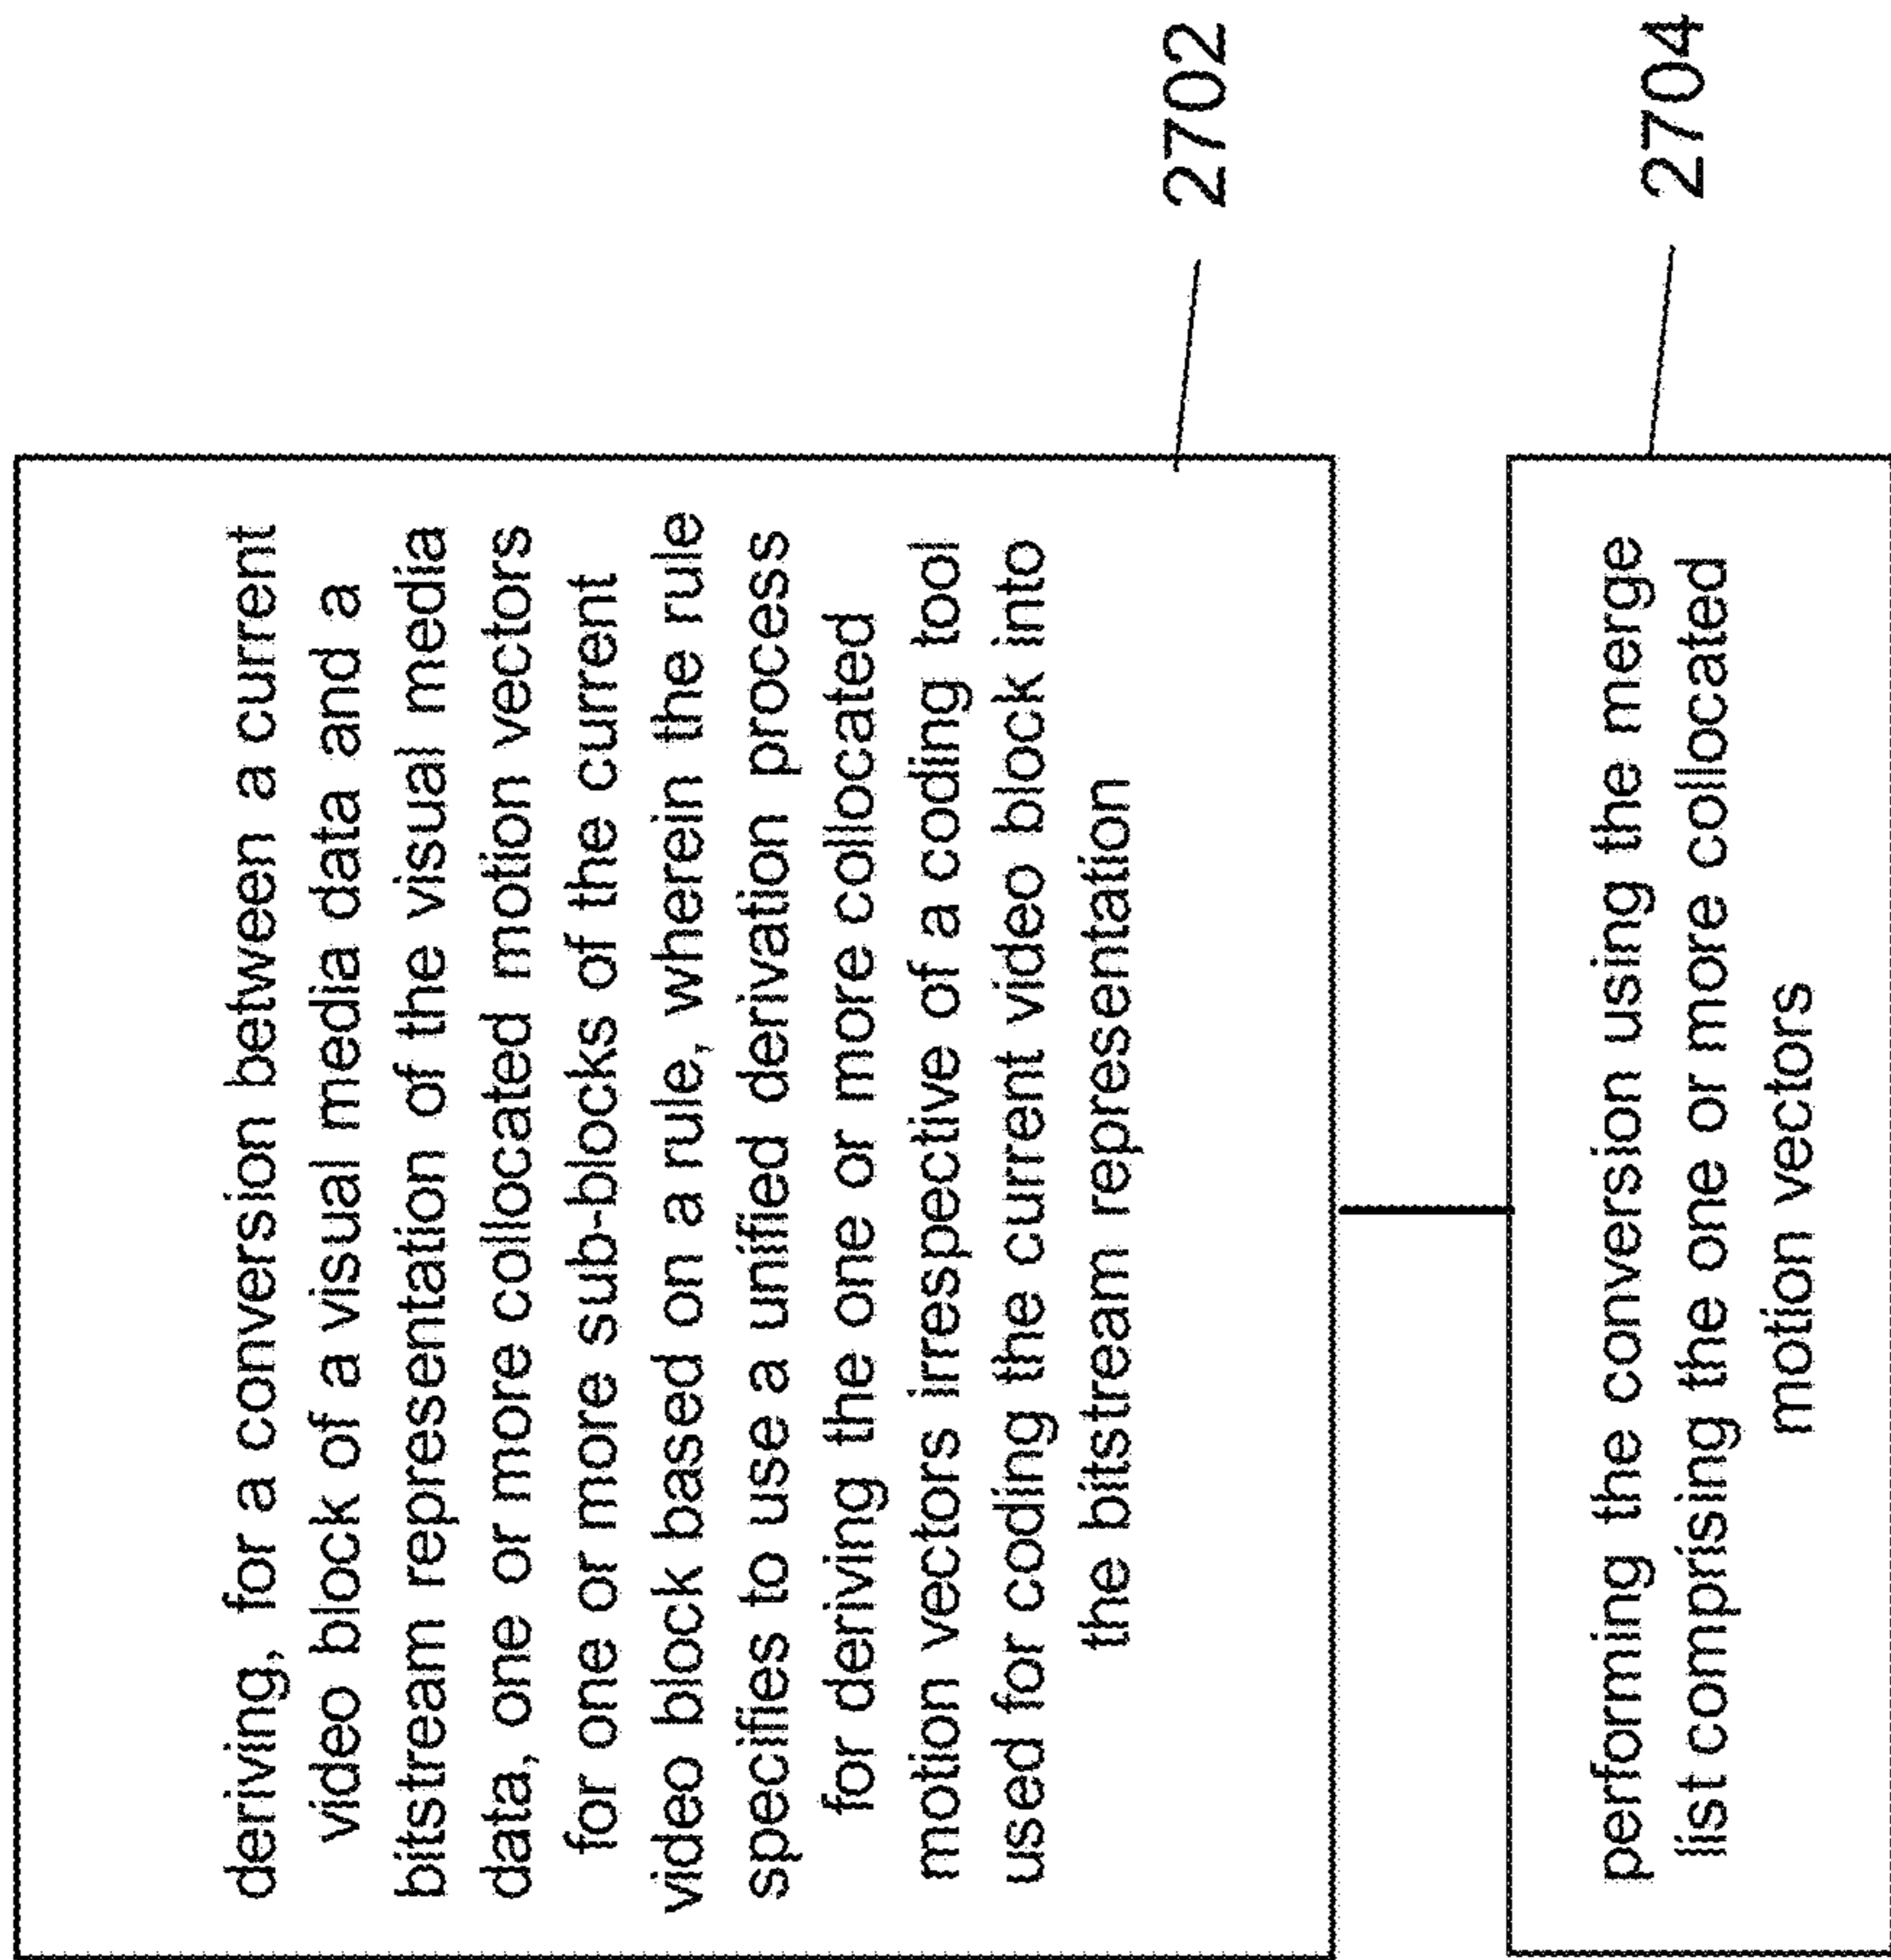 deriving, for a conversion between a current
video block of a visual media data and a
bitstream representation of the visual media
data, one or more collocated motion vectors
for one or more sub-blocks of the current
video block based on a rule, wherein the rule
specifies to use a unified derivation process
for deriving the one or more collocated
motion vectors irrespective of a coding tool
used for coding the current video block into
the bitstream representation
2702
performing the conversion using the merge
list comprising the one or more collocated
motion vectors
2704